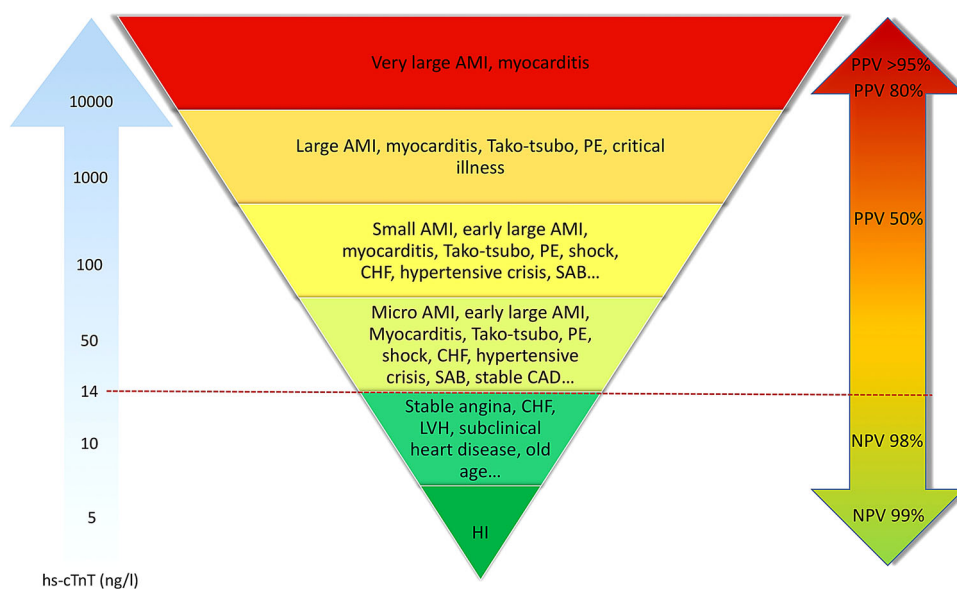 10000
1000
100
50
14
10
5
hs-cTnT (ng/l)
Very large AMI, myocarditis
Large AMI, myocarditis, Tako-tsubo, PE, critical
illness
Small AMI, early large AMI,
myocarditis, Tako-tsubo, PE, shock,
CHF, hypertensive crisis, SAB...
Micro AMI, early large AMI,
Myocarditis, Tako-tsubo, PE,
shock, CHF, hypertensive
crisis, SAB, stable CAD...
Stable angina, CHF,
LVH, subclinical
heart disease, old
age...
HI
PPV >95%
PPV 80%
PPV 50%
NPV 98%
NPV 99%